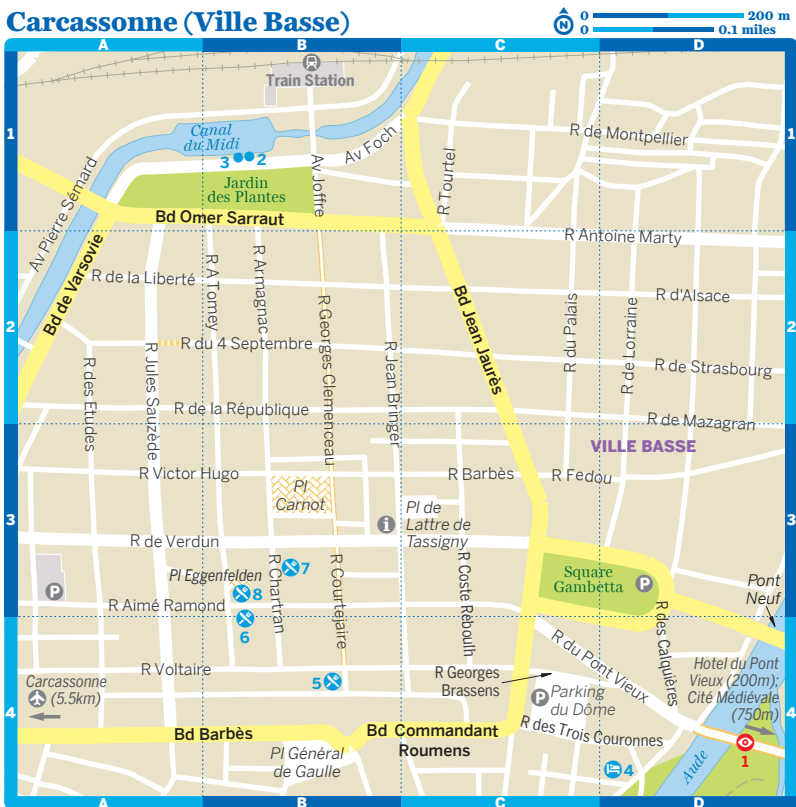 Carcassonne (Ville Basse)
N
0 200 m
0 0.1 miles
A B C D
Train Station
1 1
Canal
du Midi
Av Foch
R de Montpellier
3 2
Av Pierre Sémard
Jardin
des Plantes
Av Joffre
R Tourtel
Bd Omer Sarraut
R Antoine Marty
Bd de Varsovie
R de la Liberté
R A Tomey
R Armagnac
R Georges Clemenceau
Bd Jean Jaurès
R du Palais
R de Lorraine
R d'Alsace
2 2
R du 4 Septembre
R des Etudes
R Jules Sauzède
R Jean Bringer
R de Strasbourg
R de la République
R de Mazagran
VILLE BASSE
R Victor Hugo
R Barbès
R Fedou
Pl
Carnot
Pl de
Lattre de
Tassigny
i
3 3
R de Verdun
7
Pl Eggenfelden
R Chartran
R Courtejaire
R Coste Reboulh
Square
Gambetta
P
Pont
Neuf
P
8
R Aimé Ramond
6
R des Calquières
R du Pont Vieux
R Voltaire
5
R Georges
Brassens
Hotel du Pont
Vieux (200m);
Cité Médiévale
(750m)
Carcassonne
(5.5km)
P
Parking
du Dôme
4 4
R des Trois Couronnes
Bd Barbès
Bd Commandant
Roumens
Pl Général
de Gaulle
4
Aude
1
A B C D